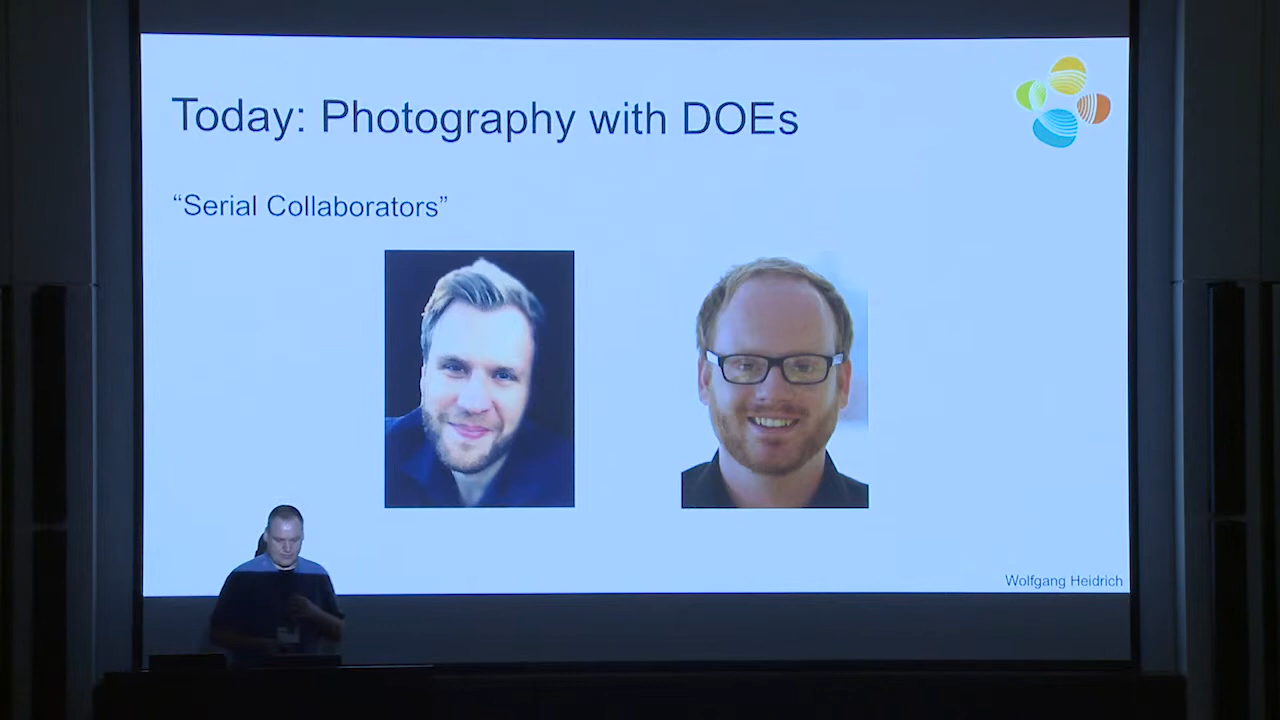 Today: Photography with DOEs
“Serial Collaborators”
Wolfgang Heidrich